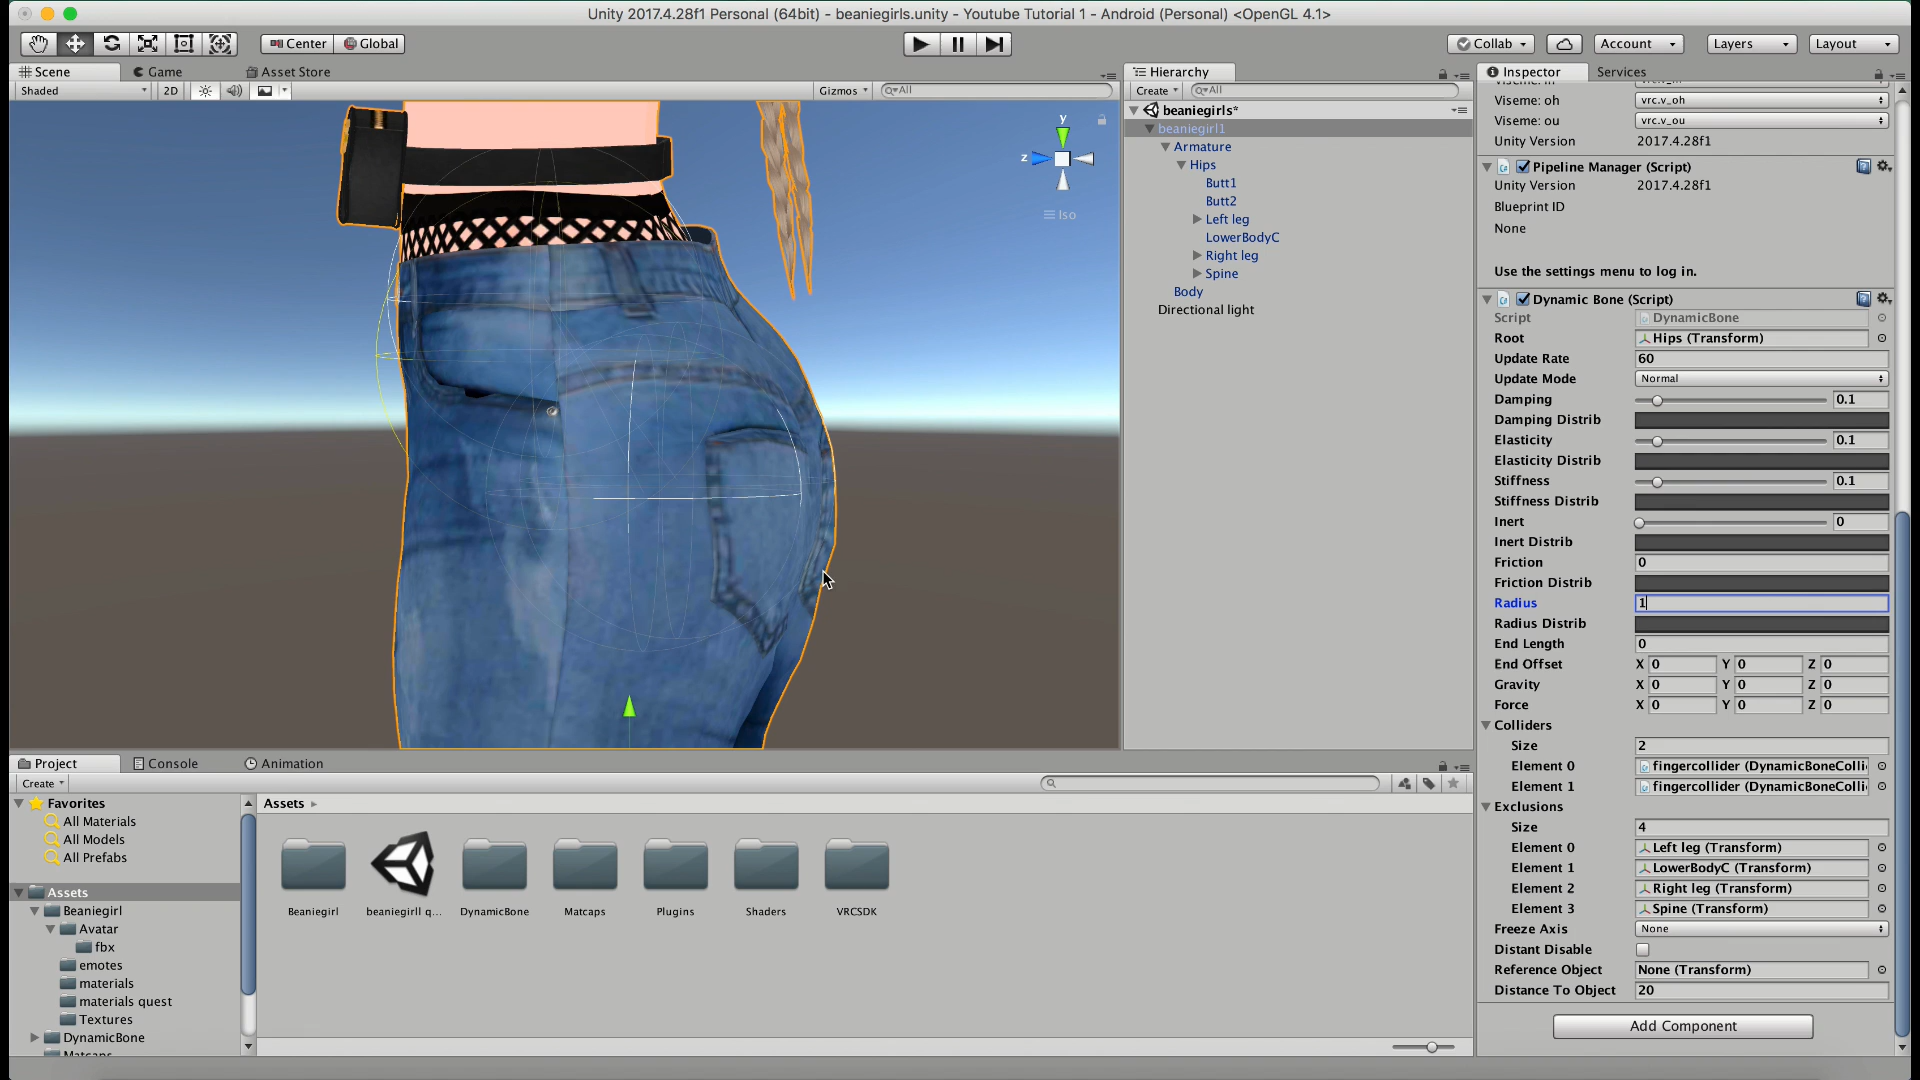 Unity 2017.4.28f1 Personal (64bit) - beaniegirls.unity - Youtube Tutorial 1 - Android (Personal) <OpenGL 4.1>
Center
Global
Collab
Account
Layers
Layout
Scene
Game
Asset Store
Shaded
2D
Gizmos
All
y
z
Iso
Hierarchy
Create
All
beaniegirls*
beaniegirl1
Armature
Hips
Butt1
Butt2
Left leg
LowerBodyC
Right leg
Spine
Body
Directional light
Inspector
Services
Viseme: oh
vrc.v_oh
Viseme: ou
vrc.v_ou
Unity Version
2017.4.28f1
Pipeline Manager (Script)
Unity Version
2017.4.28f1
Blueprint ID
None
Use the settings menu to log in.
Dynamic Bone (Script)
Script
DynamicBone
Root
Hips (Transform)
Update Rate
60
Update Mode
Normal
Damping
0.1
Damping Distrib
Elasticity
0.1
Elasticity Distrib
Stiffness
0.1
Stiffness Distrib
Inert
0
Inert Distrib
Friction
0
Friction Distrib
Radius
1
Radius Distrib
End Length
0
End Offset
X 0 Y 0 Z 0
Gravity
X 0 Y 0 Z 0
Force
X 0 Y 0 Z 0
Colliders
Size
2
Element 0
fingercollider (DynamicBoneColli
Element 1
fingercollider (DynamicBoneColli
Exclusions
Size
4
Element 0
Left leg (Transform)
Element 1
LowerBodyC (Transform)
Element 2
Right leg (Transform)
Element 3
Spine (Transform)
Freeze Axis
None
Distant Disable
Reference Object
None (Transform)
Distance To Object
20
Add Component
Project
Console
Animation
Create
Favorites
All Materials
All Models
All Prefabs
Assets
Beaniegirl
Avatar
fbx
emotes
materials
materials quest
Textures
DynamicBone
Matcaps
Assets
Beaniegirl
beaniegirll q...
DynamicBone
Matcaps
Plugins
Shaders
VRCSDK